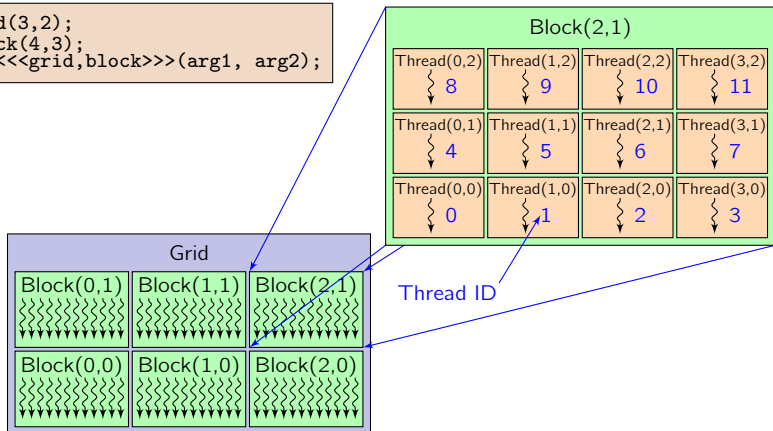 d(3,2);
ck(4,3);
<<<grid,block>>>(arg1, arg2);
Block(2,1)
Thread(0,2) Thread(1,2) Thread(2,2) Thread(3,2)
8 9 10 11
Thread(0,1) Thread(1,1) Thread(2,1) Thread(3,1)
4 5 6 7
Thread(0,0) Thread(1,0) Thread(2,0) Thread(3,0)
0 1 2 3
Thread ID
Grid
Block(0,1) Block(1,1) Block(2,1)
Block(0,0) Block(1,0) Block(2,0)